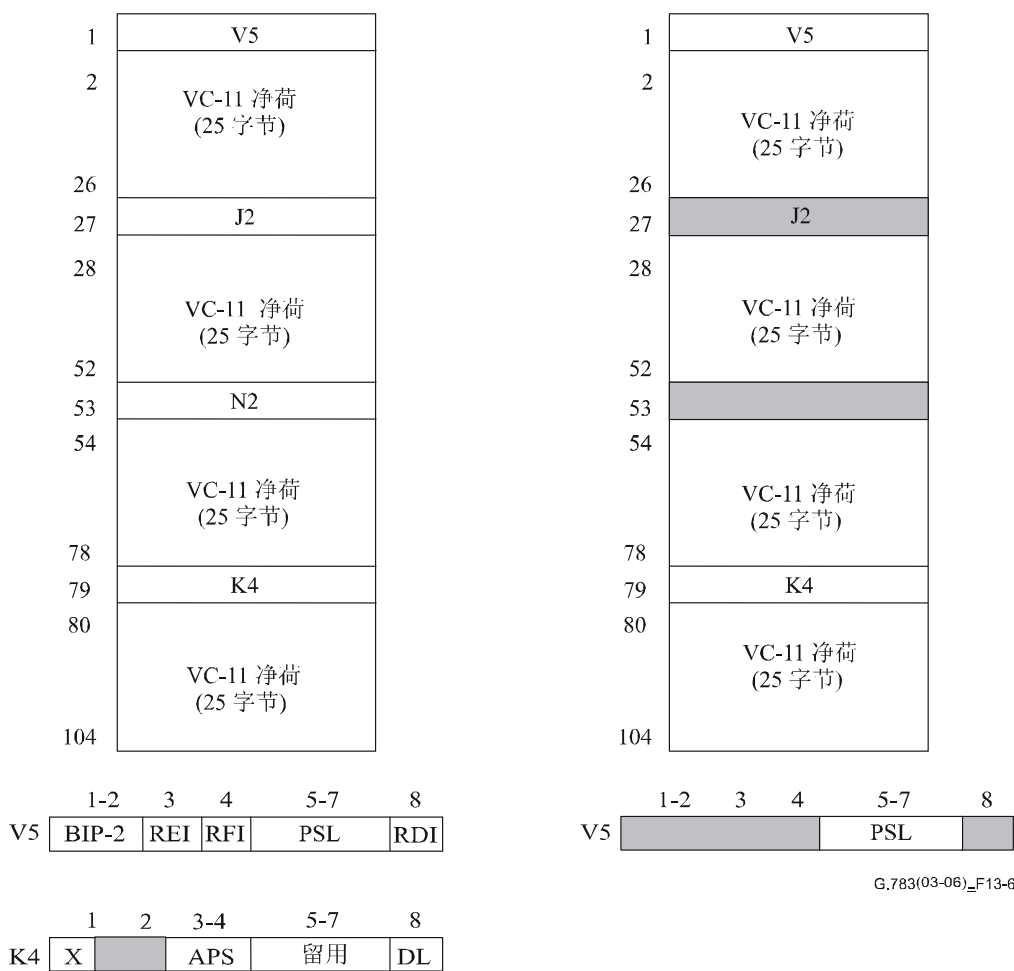 1 V5
2
VC-11 净荷
(25 字节)
26
27 J2
28
VC-11 净荷
(25 字节)
52
53 N2
54
VC-11 净荷
(25 字节)
78
79 K4
80
VC-11 净荷
(25 字节)
104
1-2 3 4 5-7 8
V5 BIP-2 REI RFI PSL RDI
1 2 3-4 5-7 8
K4 X APS 留用 DL
1 V5
2
VC-11 净荷
(25 字节)
26
27 J2
28
VC-11 净荷
(25 字节)
52
53
54
VC-11 净荷
(25 字节)
78
79 K4
80
VC-11 净荷
(25 字节)
104
1-2 3 4 5-7 8
V5 PSL
G.783(03-06)_F13-6